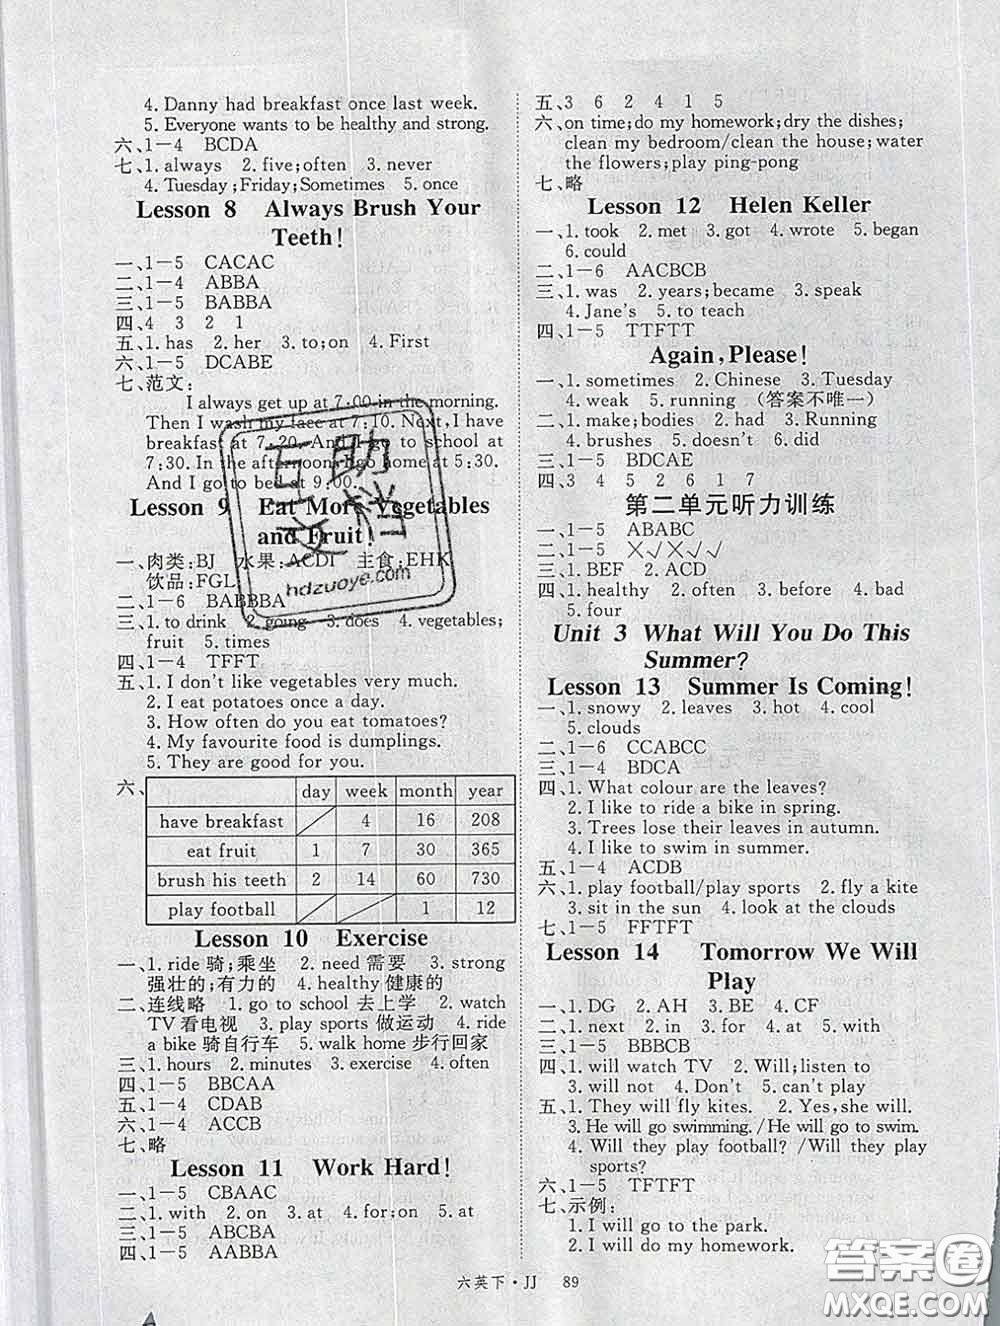 4. Danny had breakfast once last week.
5. Everyone wants to be healthy and strong.
六、1－4　BCDA
七、1. always　2. five;often　3. never
4. Tuesday;Friday;Sometimes　5. once
Lesson 8　Always Brush Your
Teeth!
一、1－5　CACAC
二、1－4　ABBA
三、1－5　BABBA
四、4　3　2　1
五、1. has　2. her　3. to;on　4. First
六、1－5　DCABE
七、范文:
I always get up at 7:00 in the morning.
Then I wash my face at 7:10. Next, I have
breakfast at 7:20. And I go to school at
7:30. In the afternoon, I go home at 5:30.
And I go to bed at 9:00.
Lesson 9　Eat More Vegetables
and Fruit!
一、肉类:BJ　水果:ACDI　主食:EHK
饮品:FGL
二、1－6　BABBBA
三、1. to drink　2. going　3. does　4. vegetables;
fruit　5. times
四、1－4　TFFT
五、1. I don't like vegetables very much.
2. I eat potatoes once a day.
3. How often do you eat tomatoes?
4. My favourite food is dumplings.
5. They are good for you.
六、
day　week　month　year
have breakfast　4　16　208
eat fruit　1　7　30　365
brush his teeth　2　14　60　730
play football　1　12
Lesson 10　Exercise
一、1. ride 骑;乘坐　2. need 需要　3. strong
强壮的;有力的　4. healthy 健康的
二、连线略　1. go to school 去上学　2. watch
TV 看电视　3. play sports 做运动　4. ride
a bike 骑自行车　5. walk home 步行回家
三、1. hours　2. minutes　3. exercise　4. often
四、1－5　BBCAA
五、1－4　CDAB
六、1－4　ACCB
七、略
Lesson 11　Work Hard!
一、1－5　CBAAC
二、1. with　2. on　3. at　4. for;on　5. at
三、1－5　ABCBA
四、1－5　AABBA
五、3　6　2　4　1　5
六、on time;do my homework;dry the dishes;
clean my bedroom/clean the house;water
the flowers;play ping-pong
七、略
Lesson 12　Helen Keller
一、1. took　2. met　3. got　4. wrote　5. began
6. could
二、1－6　AACBCB
三、1. was　2. years;became　3. speak
4. Jane's　5. to teach
四、1－5　TTFTT
Again, Please!
一、1. sometimes　2. Chinese　3. Tuesday
4. weak　5. running　(答案不唯一)
二、1. make;bodies　2. had　3. Running
4. brushes　5. doesn't　6. did
三、1－5　BDCAE
四、3　4　5　2　6　1　7
第二单元听力训练
一、1－5　ABABC
二、1－5　×√×√√
三、1. BEF　2. ACD
四、1. healthy　2. often　3. before　4. bad
5. four
Unit 3　What Will You Do This
Summer?
Lesson 13　Summer Is Coming!
一、1. snowy　2. leaves　3. hot　4. cool
5. clouds
二、1－6　CCABCC
三、1－4　BDCA
四、1. What colour are the leaves?
2. I like to ride a bike in spring.
3. Trees lose their leaves in autumn.
4. I like to swim in summer.
五、1－4　ACDB
六、1. play football/play sports　2. fly a kite
3. sit in the sun　4. look at the clouds
七、1－5　FFTFT
Lesson 14　Tomorrow We Will
Play
一、1. DG　2. AH　3. BE　4. CF
二、1. next　2. in　3. for　4. at　5. with
三、1－5　BBBCB
四、1. will watch TV　2. Will;listen to
3. will not　4. Don't　5. can't play
五、1. They will fly kites.　2. Yes, she will.
3. He will go swimming. /He will go to swim.
4. Will they play football? /Will they play
sports?
六、1－5　TFTFT
七、示例:
1. I will go to the park.
2. I will do my homework.
六英下·JJ　89
互助文档
hdzuoye.com
答案圈
MXQE.COM